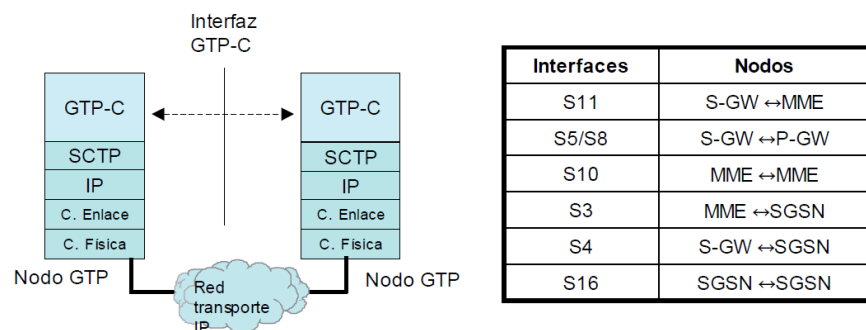 Interfaz
GTP-C
GTP-C
SCTP
IP
C. Enlace
C. Física
Nodo GTP
GTP-C
SCTP
IP
C. Enlace
C. Física
Nodo GTP
Red
transporte
IP
Interfaces Nodos
S11 S-GW ↔MME
S5/S8 S-GW ↔P-GW
S10 MME ↔MME
S3 MME ↔SGSN
S4 S-GW ↔SGSN
S16 SGSN ↔SGSN